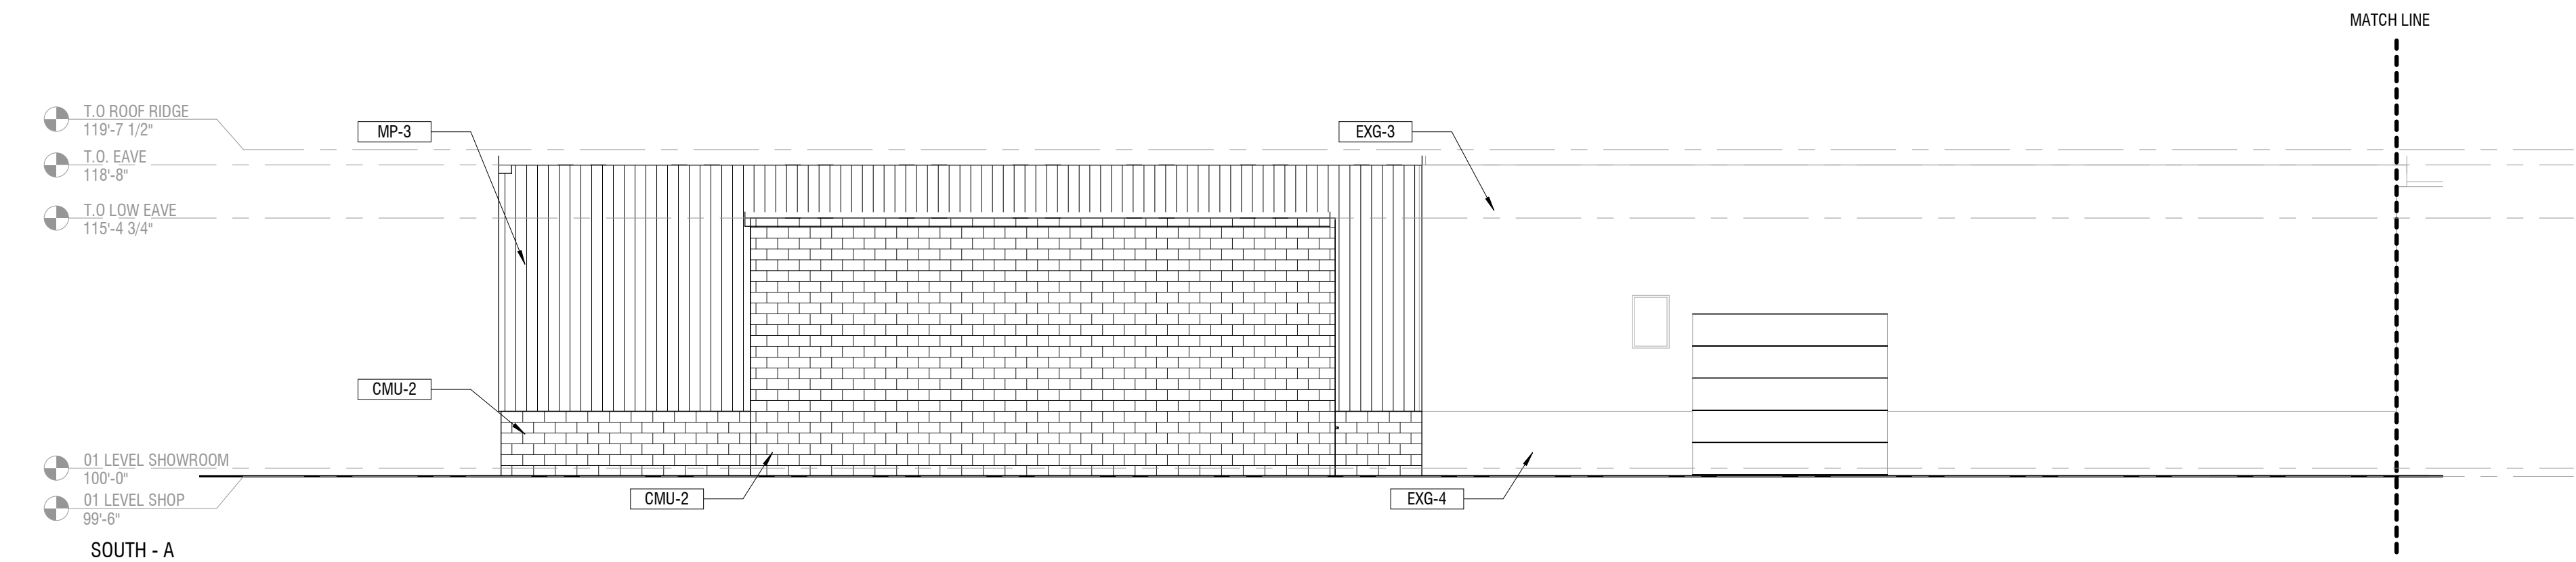 MATCH LINE
T.O ROOF RIDGE
119'-7 1/2"
MP-3
EXG-3
T.O. EAVE
118'-8"
T.O LOW EAVE
115'-4 3/4"
CMU-2
01 LEVEL SHOWROOM
100'-0"
CMU-2
EXG-4
01 LEVEL SHOP
99'-6"
SOUTH - A